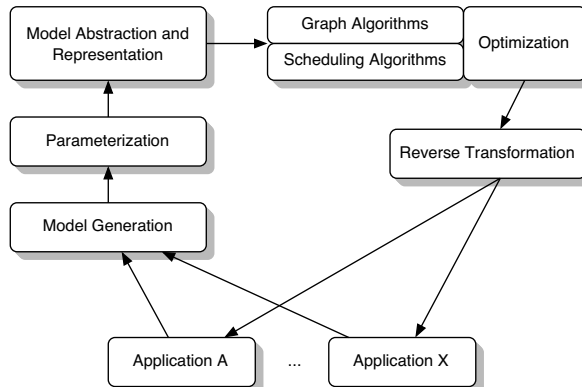 Model Abstraction and
Representation
Graph Algorithms
Scheduling Algorithms
Optimization
Parameterization
Reverse Transformation
Model Generation
Application A
...
Application X